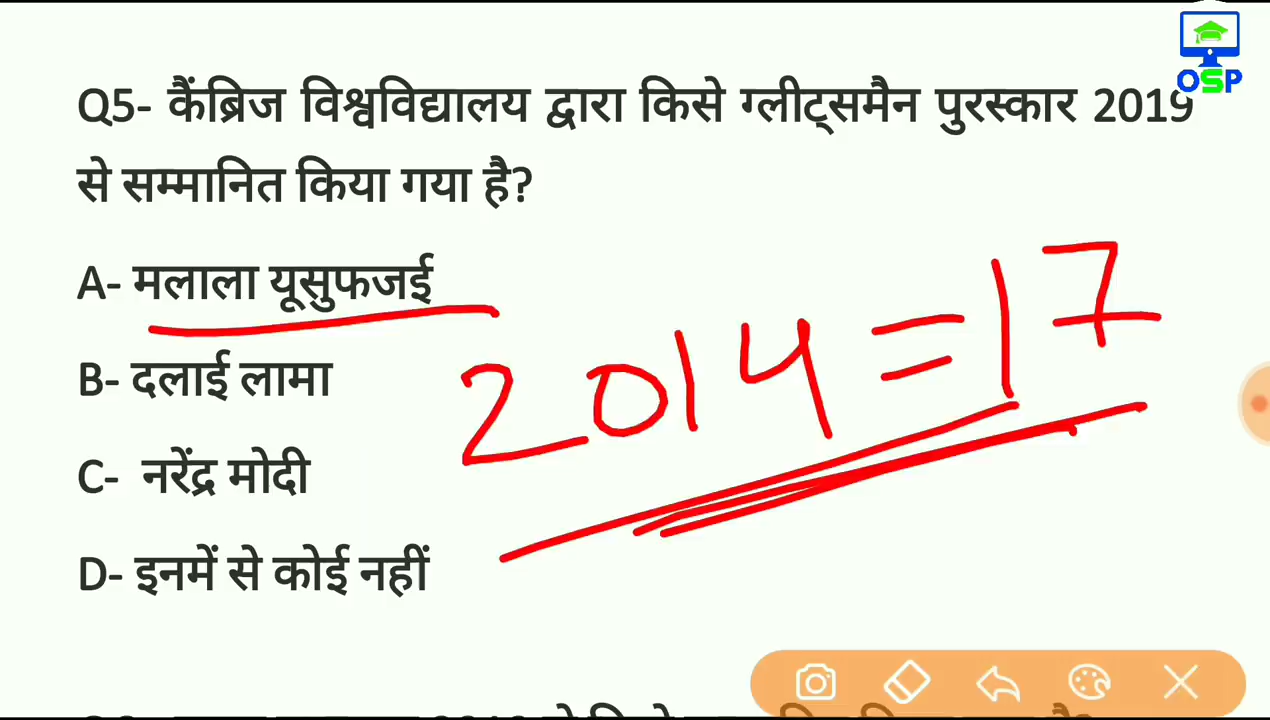 OSP
Q5- कैंब्रिज विश्वविद्यालय द्वारा किसे ग्लीट्समैन पुरस्कार 2019
से सम्मानित किया गया है?
A- मलाला यूसुफजई
2014 = 17
B- दलाई लामा
C- नरेंद्र मोदी
D- इनमें से कोई नहीं